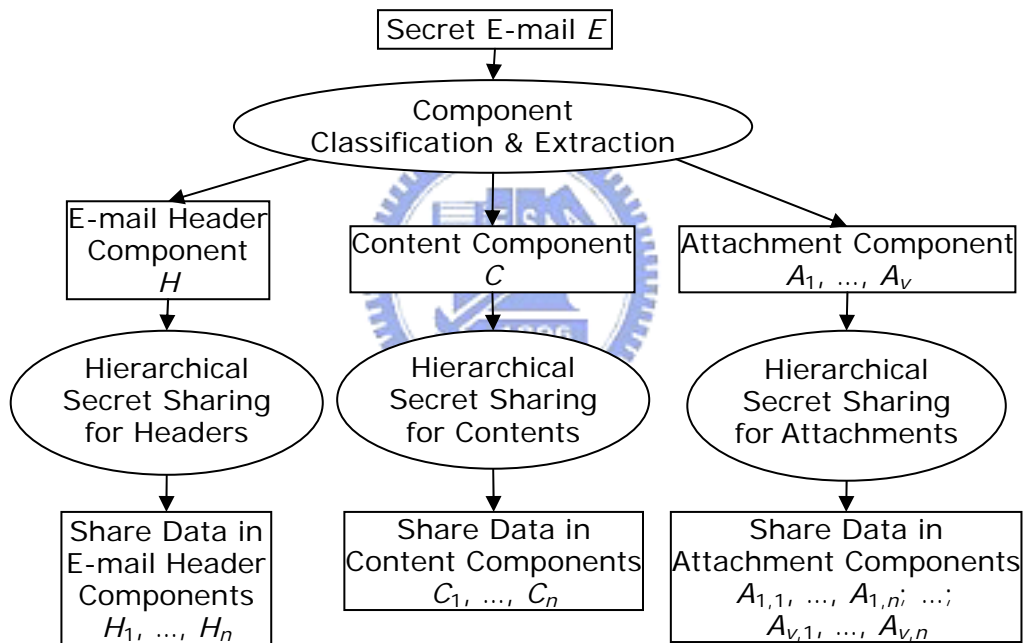 Secret E-mail E
Component
Classification & Extraction
E-mail Header
Component
H
Content Component
C
Attachment Component
A1, ..., Av
Hierarchical
Secret Sharing
for Headers
Hierarchical
Secret Sharing
for Contents
Hierarchical
Secret Sharing
for Attachments
Share Data in
E-mail Header
Components
H1, ..., Hn
Share Data in
Content Components
C1, ..., Cn
Share Data in
Attachment Components
A1,1, ..., A1,n; ...;
Av,1, ..., Av,n